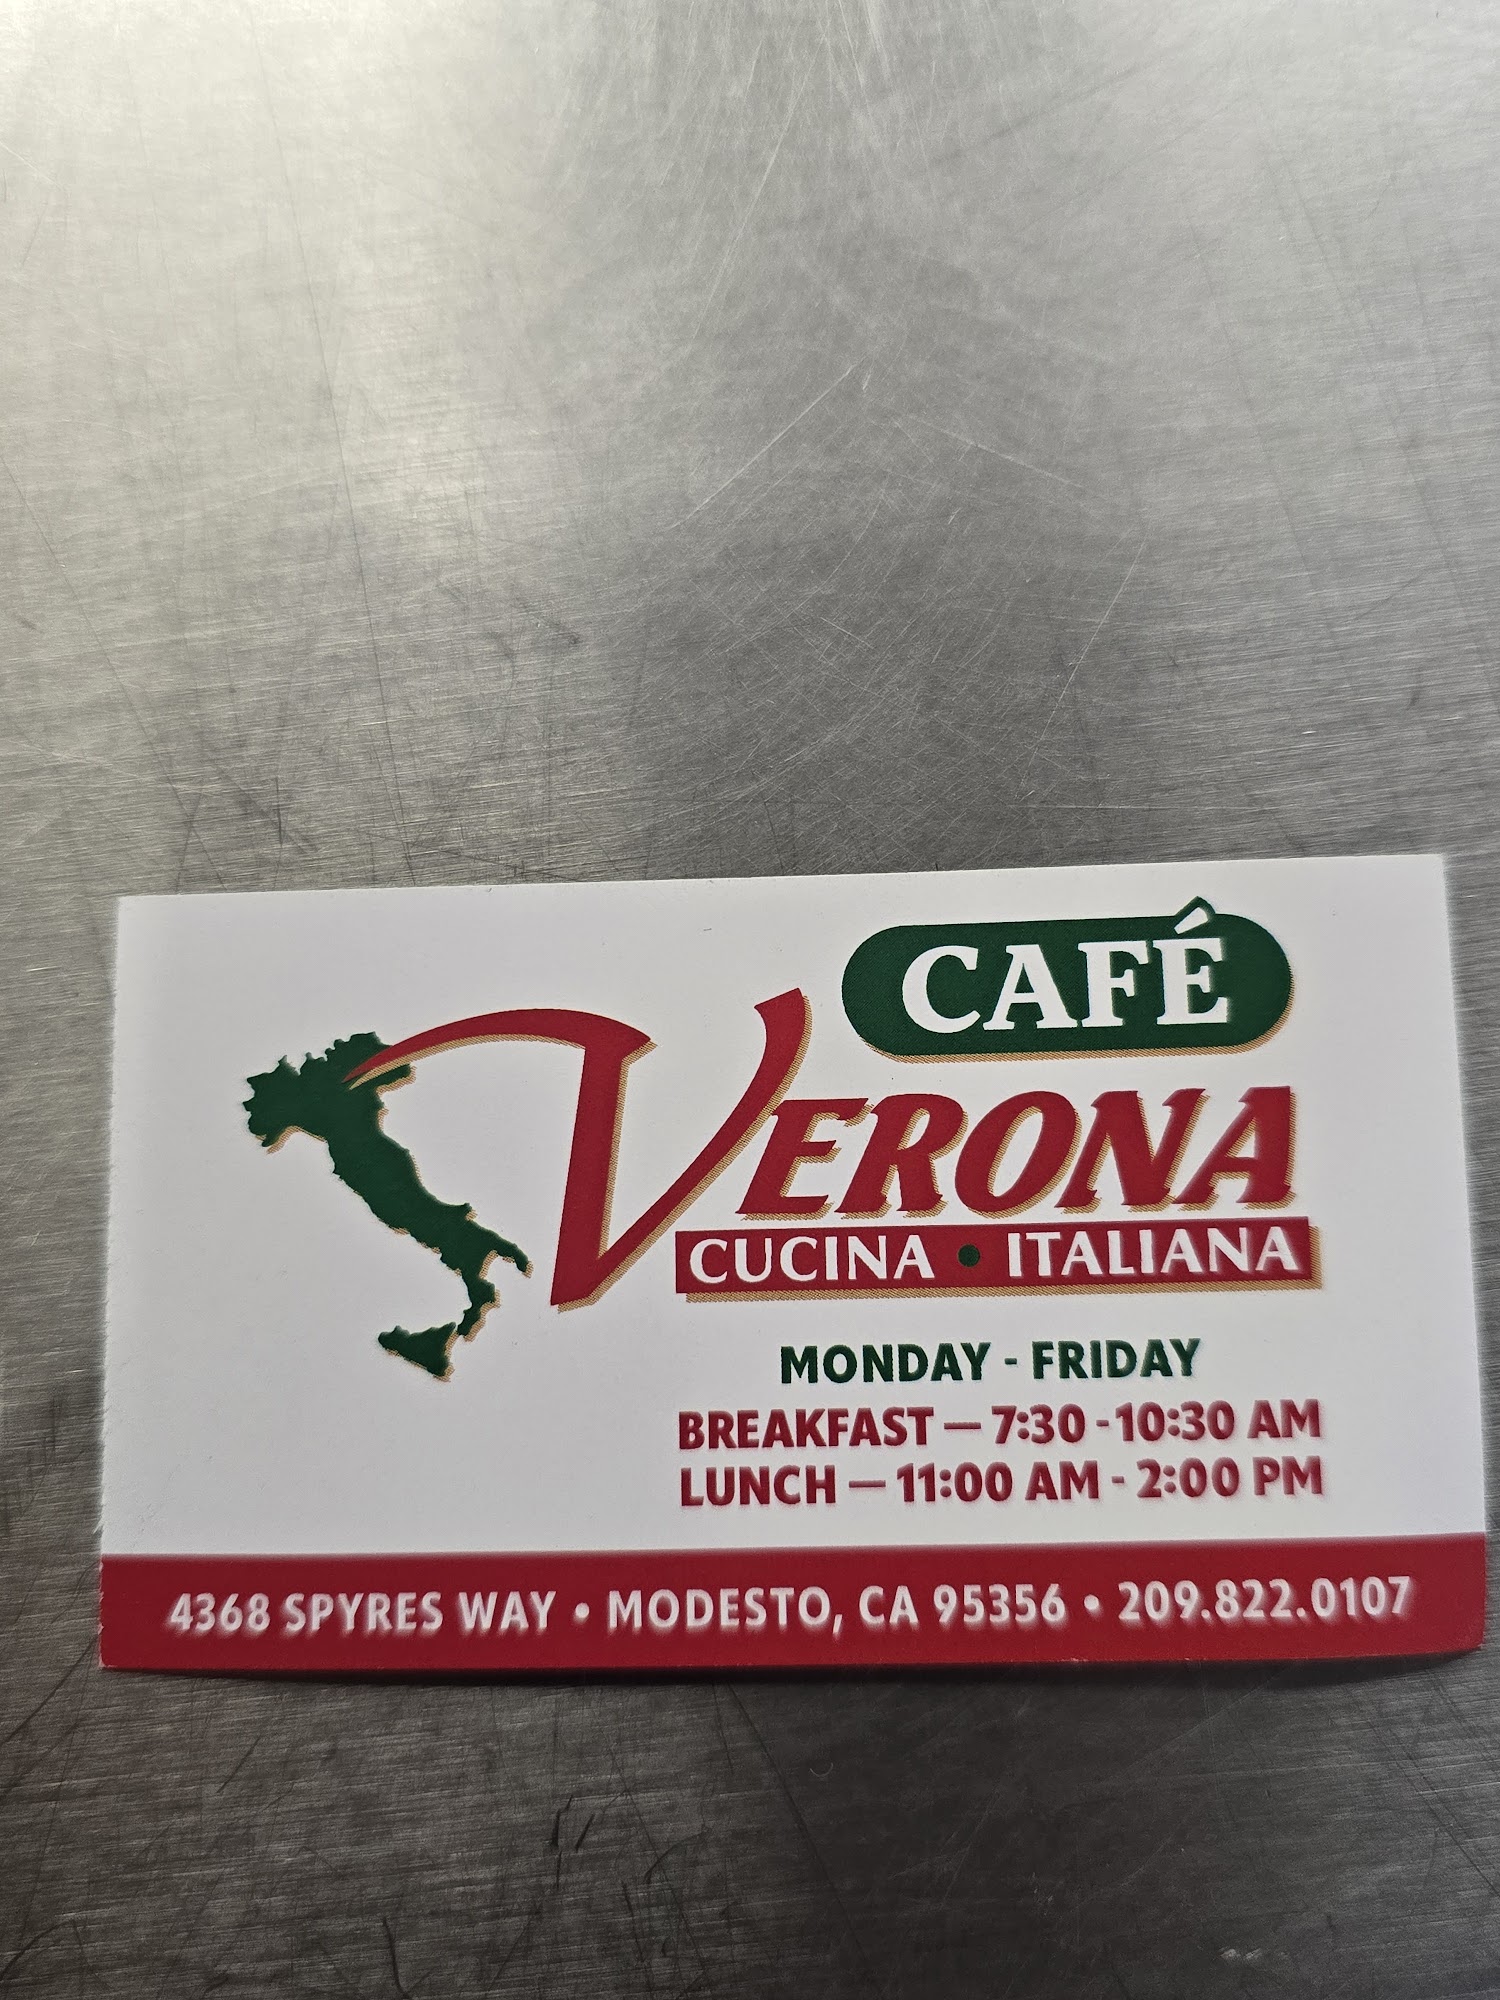 CAFÉ
VERONA
CUCINA • ITALIANA
MONDAY - FRIDAY
BREAKFAST — 7:30 - 10:30 AM
LUNCH — 11:00 AM - 2:00 PM
4368 SPYRES WAY • MODESTO, CA 95356 • 209.822.0107